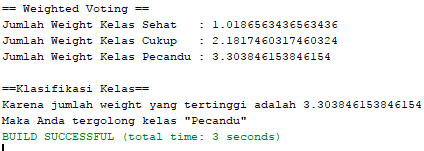 == Weighted Voting ==
Jumlah Weight Kelas Sehat : 1.0186563436563436
Jumlah Weight Kelas Cukup : 2.1817460317460324
Jumlah Weight Kelas Pecandu : 3.303846153846154
==Klasifikasi Kelas==
Karena jumlah weight yang tertinggi adalah 3.303846153846154
Maka Anda tergolong kelas "Pecandu"
BUILD SUCCESSFUL (total time: 3 seconds)